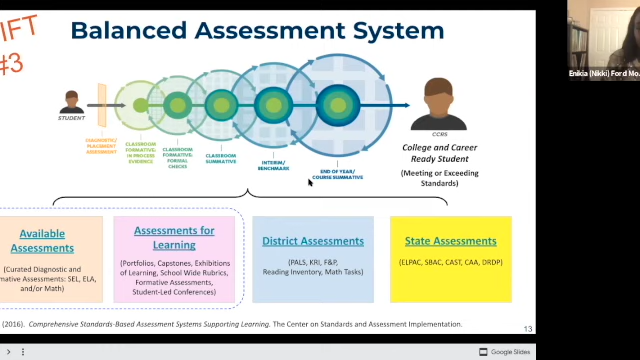 IFT
#3
Balanced Assessment System
STUDENT
DIAGNOSTIC/
PLACEMENT
ASSESSMENT
CLASSROOM
FORMATIVE:
IN PROCESS
EVIDENCE
CLASSROOM
FORMATIVE:
FORMAL
CHECKS
CLASSROOM
SUMMATIVE
INTERIM/
BENCHMARK
END OF YEAR/
COURSE SUMMATIVE
CCRS
College and Career
Ready Student
(Meeting or Exceeding
Standards)
Available
Assessments
(Curated Diagnostic and
mative Assessments: SEL, ELA,
and/or Math)
Assessments for
Learning
(Portfolios, Capstones, Exhibitions
of Learning, School Wide Rubrics,
Formative Assessments,
Student-Led Conferences)
District Assessments
(PALS, KRI, F&P,
Reading Inventory, Math Tasks)
State Assessments
(ELPAC, SBAC, CAST, CAA, DRDP)
(2016). Comprehensive Standards-Based Assessment Systems Supporting Learning. The Center on Standards and Assessment Implementation.
13
Google Slides
Enikia (Nikki) Ford Mo...